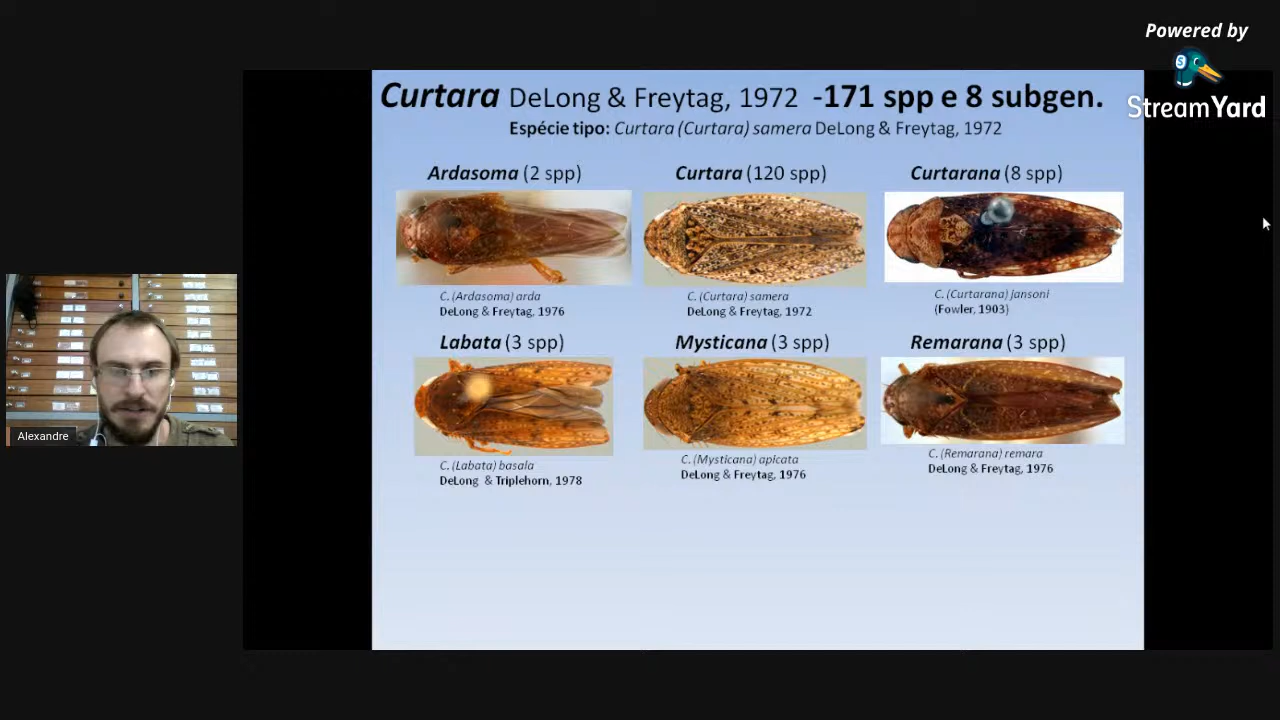 Powered by
StreamYard
Curtara DeLong & Freytag, 1972 -171 spp e 8 subgen.
Espécie tipo: Curtara (Curtara) samera DeLong & Freytag, 1972
Ardasoma (2 spp)
Curtara (120 spp)
Curtarana (8 spp)
C. (Ardasoma) arda
DeLong & Freytag, 1976
C. (Curtara) samera
DeLong & Freytag, 1972
C. (Curtarana) jansoni
(Fowler, 1903)
Labata (3 spp)
Mysticana (3 spp)
Remarana (3 spp)
C. (Labata) basala
DeLong & Triplehorn, 1978
C. (Mysticana) apicata
DeLong & Freytag, 1976
C. (Remarana) remara
DeLong & Freytag, 1976
Alexandre